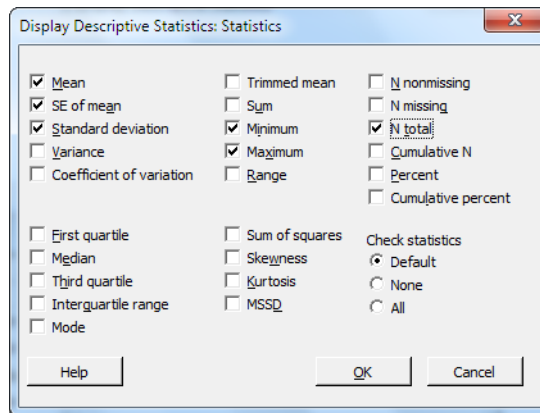 Display Descriptive Statistics: Statistics
Mean
SE of mean
Standard deviation
Variance
Coefficient of variation
Trimmed mean
Sum
Minimum
Maximum
Range
N nonmissing
N missing
N total
Cumulative N
Percent
Cumulative percent
First quartile
Median
Third quartile
Interquartile range
Mode
Sum of squares
Skewness
Kurtosis
MSSD
Check statistics
Default
None
All
Help
OK
Cancel